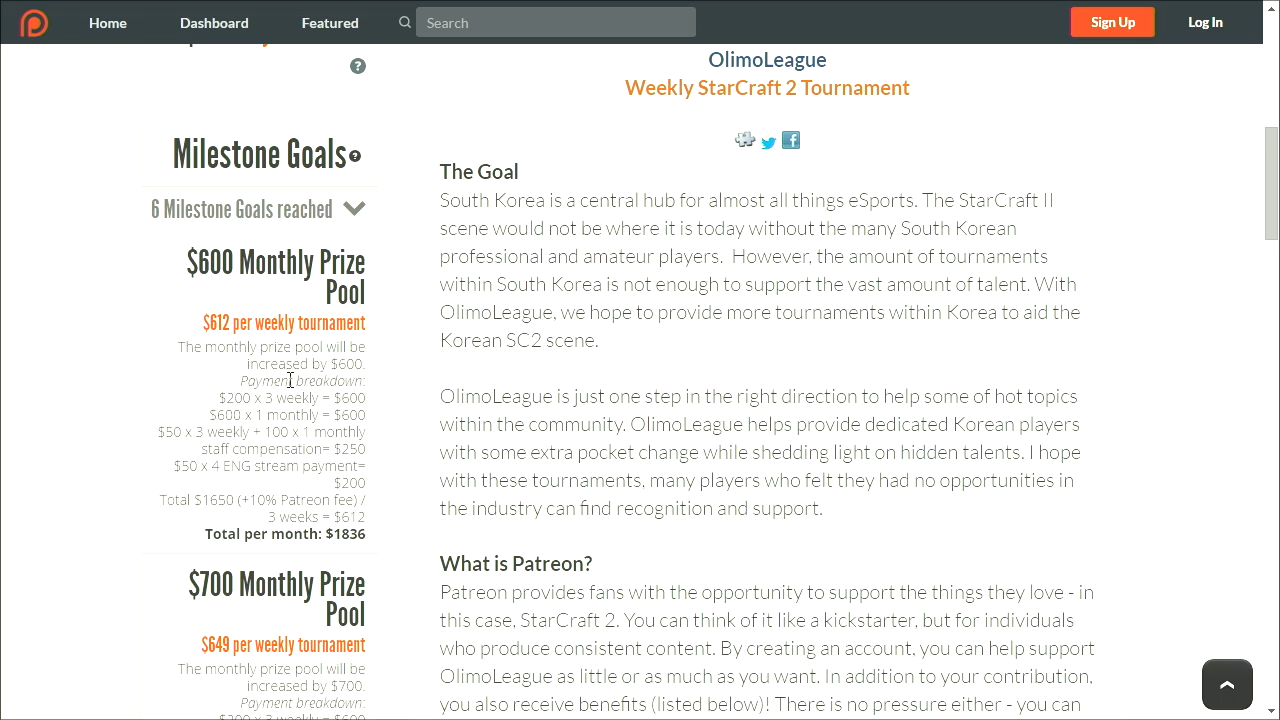 Home
Dashboard
Featured
Search
Sign Up
Log In
OlimoLeague
Weekly StarCraft 2 Tournament
Milestone Goals
6 Milestone Goals reached
$600 Monthly Prize
Pool
$612 per weekly tournament
The monthly prize pool will be
increased by $600.
Payment breakdown:
$200 x 3 weekly = $600
$600 x 1 monthly = $600
$50 x 3 weekly + 100 x 1 monthly
staff compensation= $250
$50 x 4 ENG stream payment=
$200
Total $1650 (+10% Patreon fee) /
3 weeks = $612
Total per month: $1836
$700 Monthly Prize
Pool
$649 per weekly tournament
The monthly prize pool will be
increased by $700.
Payment breakdown:
$200 x 3 weekly = $600
The Goal
South Korea is a central hub for almost all things eSports. The StarCraft II
scene would not be where it is today without the many South Korean
professional and amateur players.  However, the amount of tournaments
within South Korea is not enough to support the vast amount of talent. With
OlimoLeague, we hope to provide more tournaments within Korea to aid the
Korean SC2 scene.
OlimoLeague is just one step in the right direction to help some of hot topics
within the community. OlimoLeague helps provide dedicated Korean players
with some extra pocket change while shedding light on hidden talents. I hope
with these tournaments, many players who felt they had no opportunities in
the industry can find recognition and support.
What is Patreon?
Patreon provides fans with the opportunity to support the things they love - in
this case, StarCraft 2. You can think of it like a kickstarter, but for individuals
who produce consistent content. By creating an account, you can help support
OlimoLeague as little or as much as you want. In addition to your contribution,
you also receive benefits (listed below)! There is no pressure either - you can